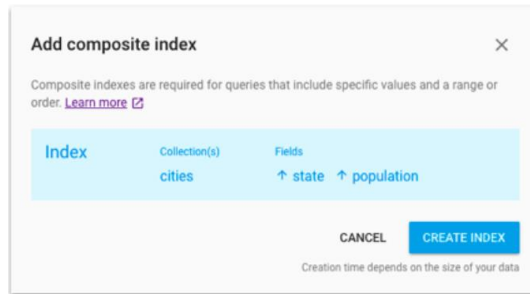 Add composite index
Composite indexes are required for queries that include specific values and a range or
order. Learn more
Index
Collection(s)
cities
Fields
↑ state ↑ population
CANCEL
CREATE INDEX
Creation time depends on the size of your data